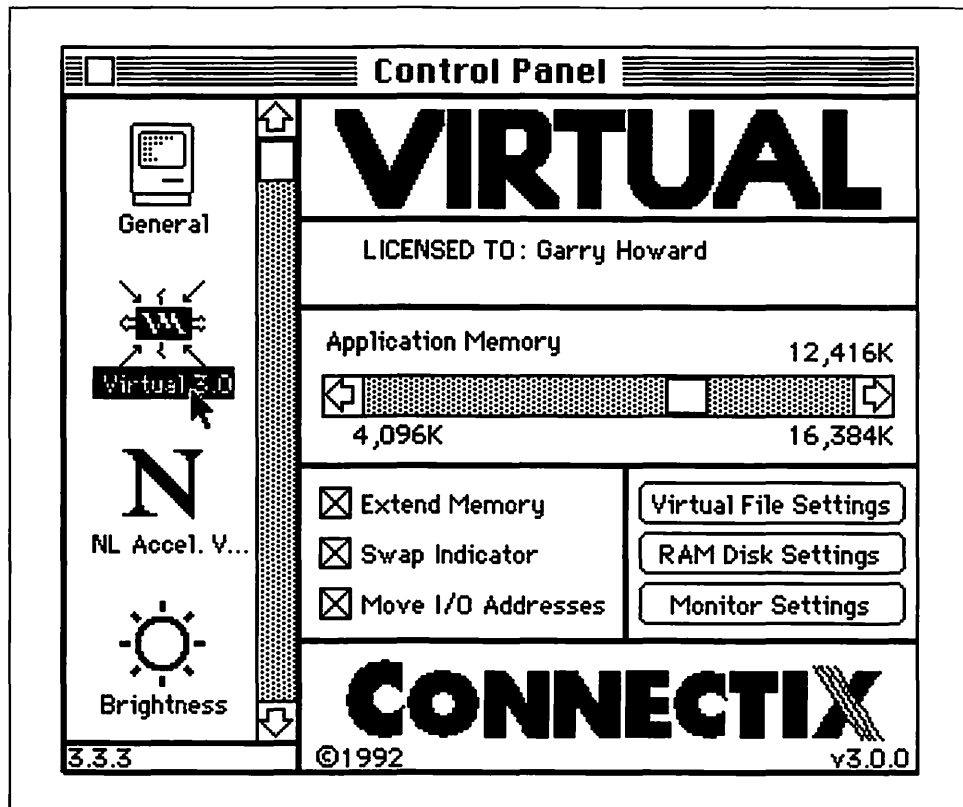 Control Panel
General
Virtual 3.0
NL Accel. V...
Brightness
3.3.3
VIRTUAL
LICENSED TO: Garry Howard
Application Memory
12,416K
4,096K 16,384K
Extend Memory
Swap Indicator
Move I/O Addresses
Virtual File Settings
RAM Disk Settings
Monitor Settings
CONNECTIX
©1992 v3.0.0